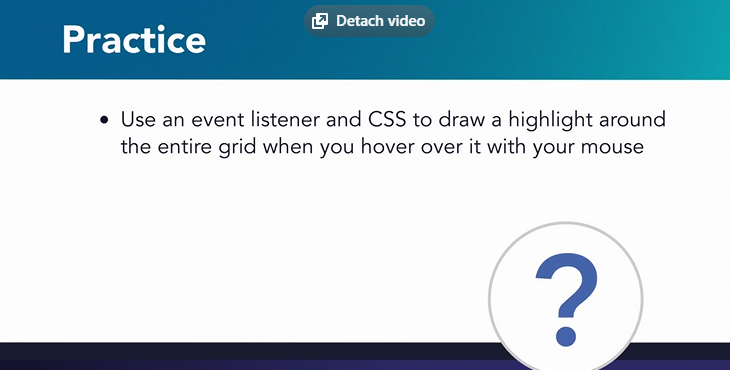 Detach video
Practice
• Use an event listener and CSS to draw a highlight around
the entire grid when you hover over it with your mouse
?